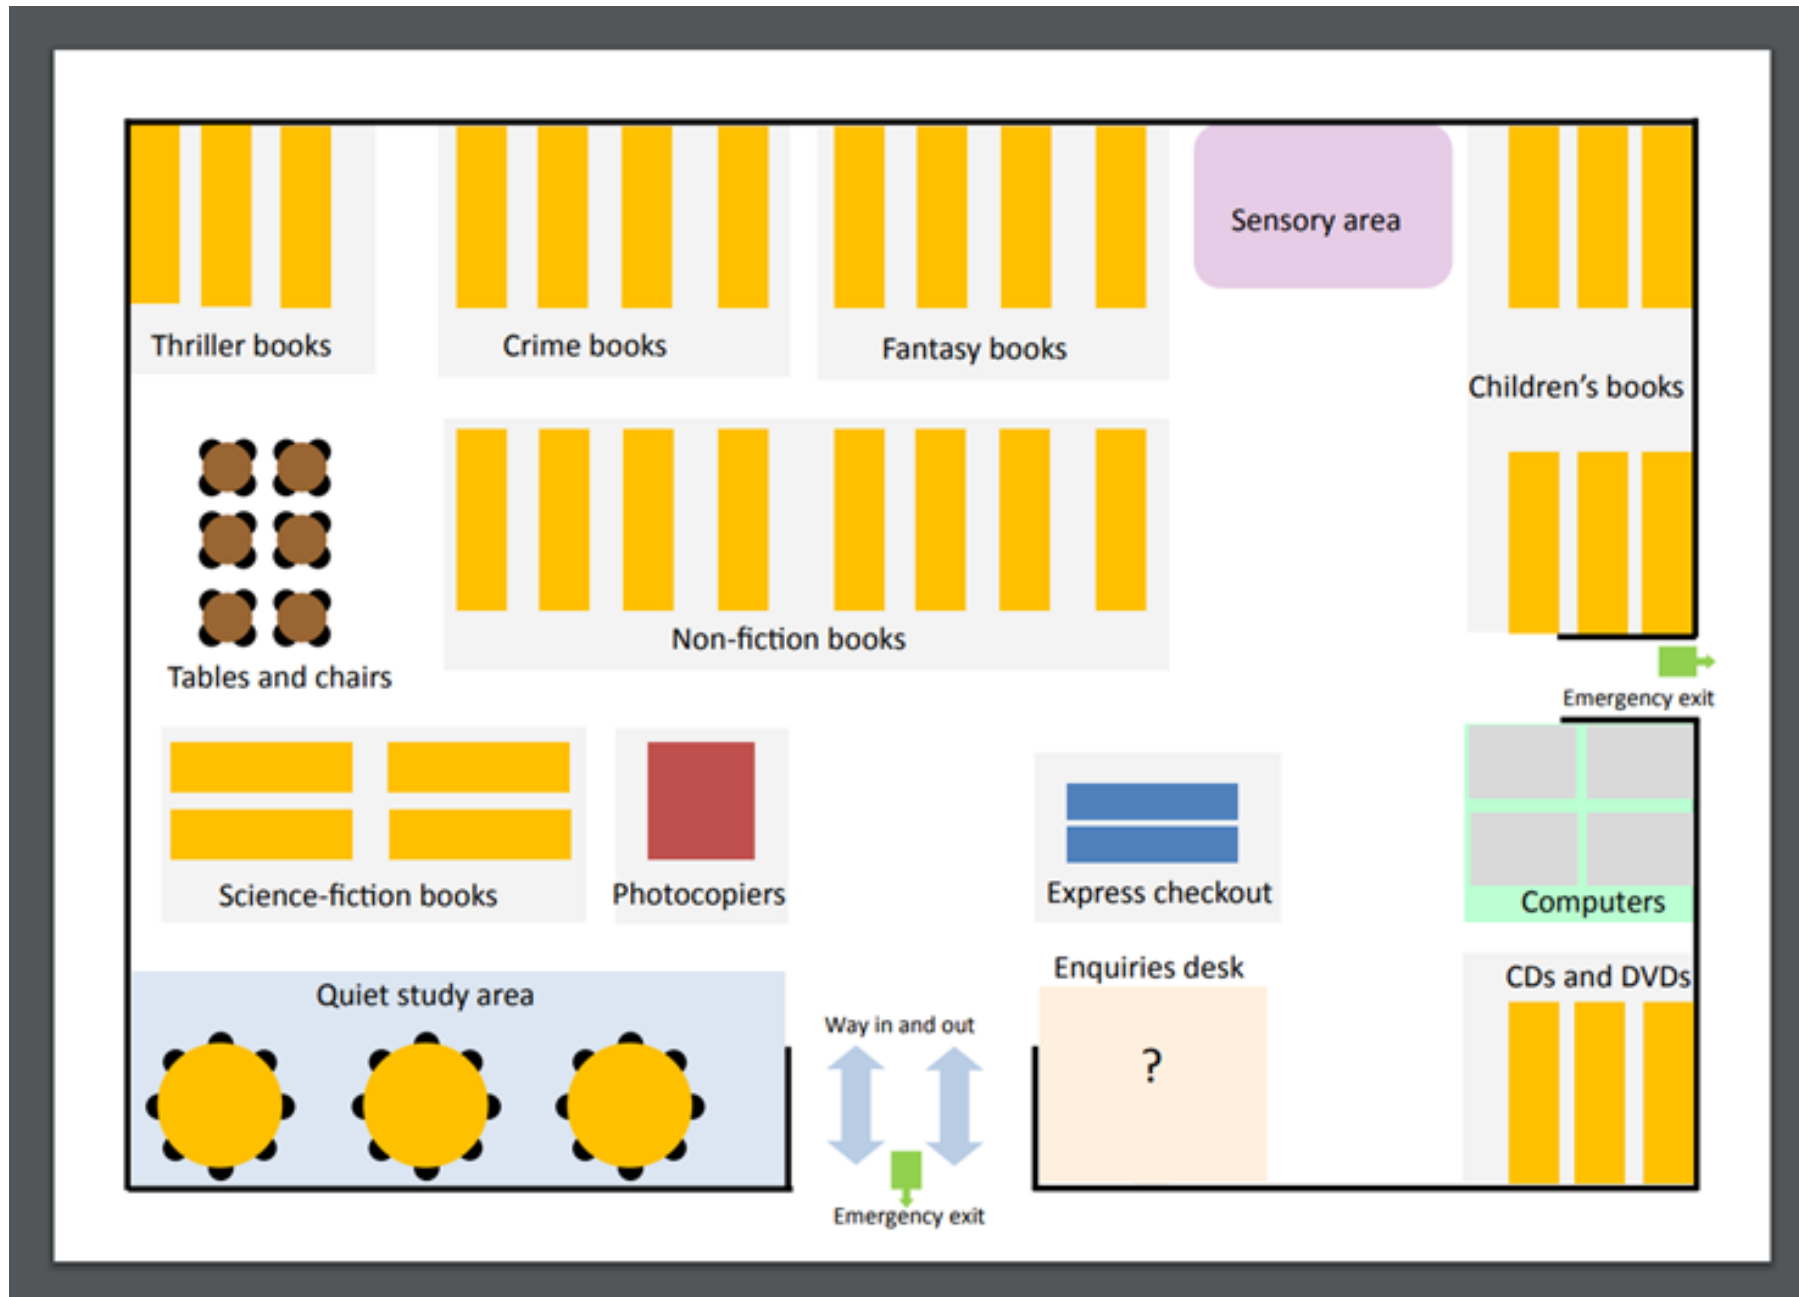 Sensory area
Thriller books
Crime books
Fantasy books
Children's books
Non-fiction books
Tables and chairs
Emergency exit
Science-fiction books
Photocopiers
Express checkout
Computers
Enquiries desk
CDs and DVDs
Quiet study area
Way in and out
?
Emergency exit